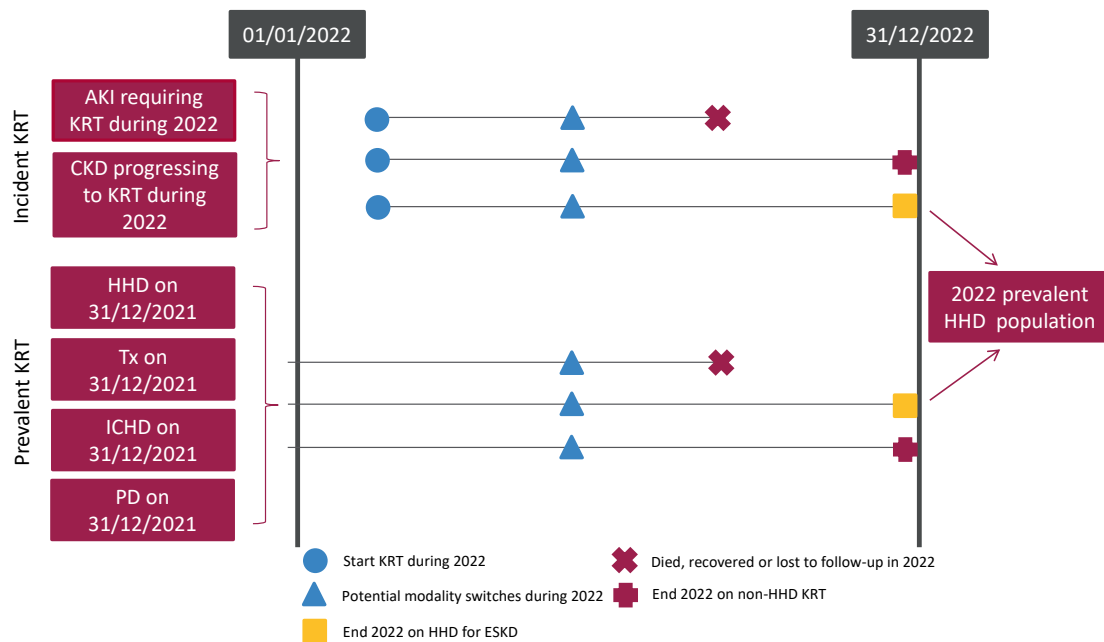 01/01/2022
31/12/2022
Incident KRT
AKI requiring
KRT during 2022
CKD progressing
to KRT during
2022
Prevalent KRT
HHD on
31/12/2021
Tx on
31/12/2021
ICHD on
31/12/2021
PD on
31/12/2021
2022 prevalent
HHD population
Start KRT during 2022
Died, recovered or lost to follow-up in 2022
Potential modality switches during 2022
End 2022 on non-HHD KRT
End 2022 on HHD for ESKD